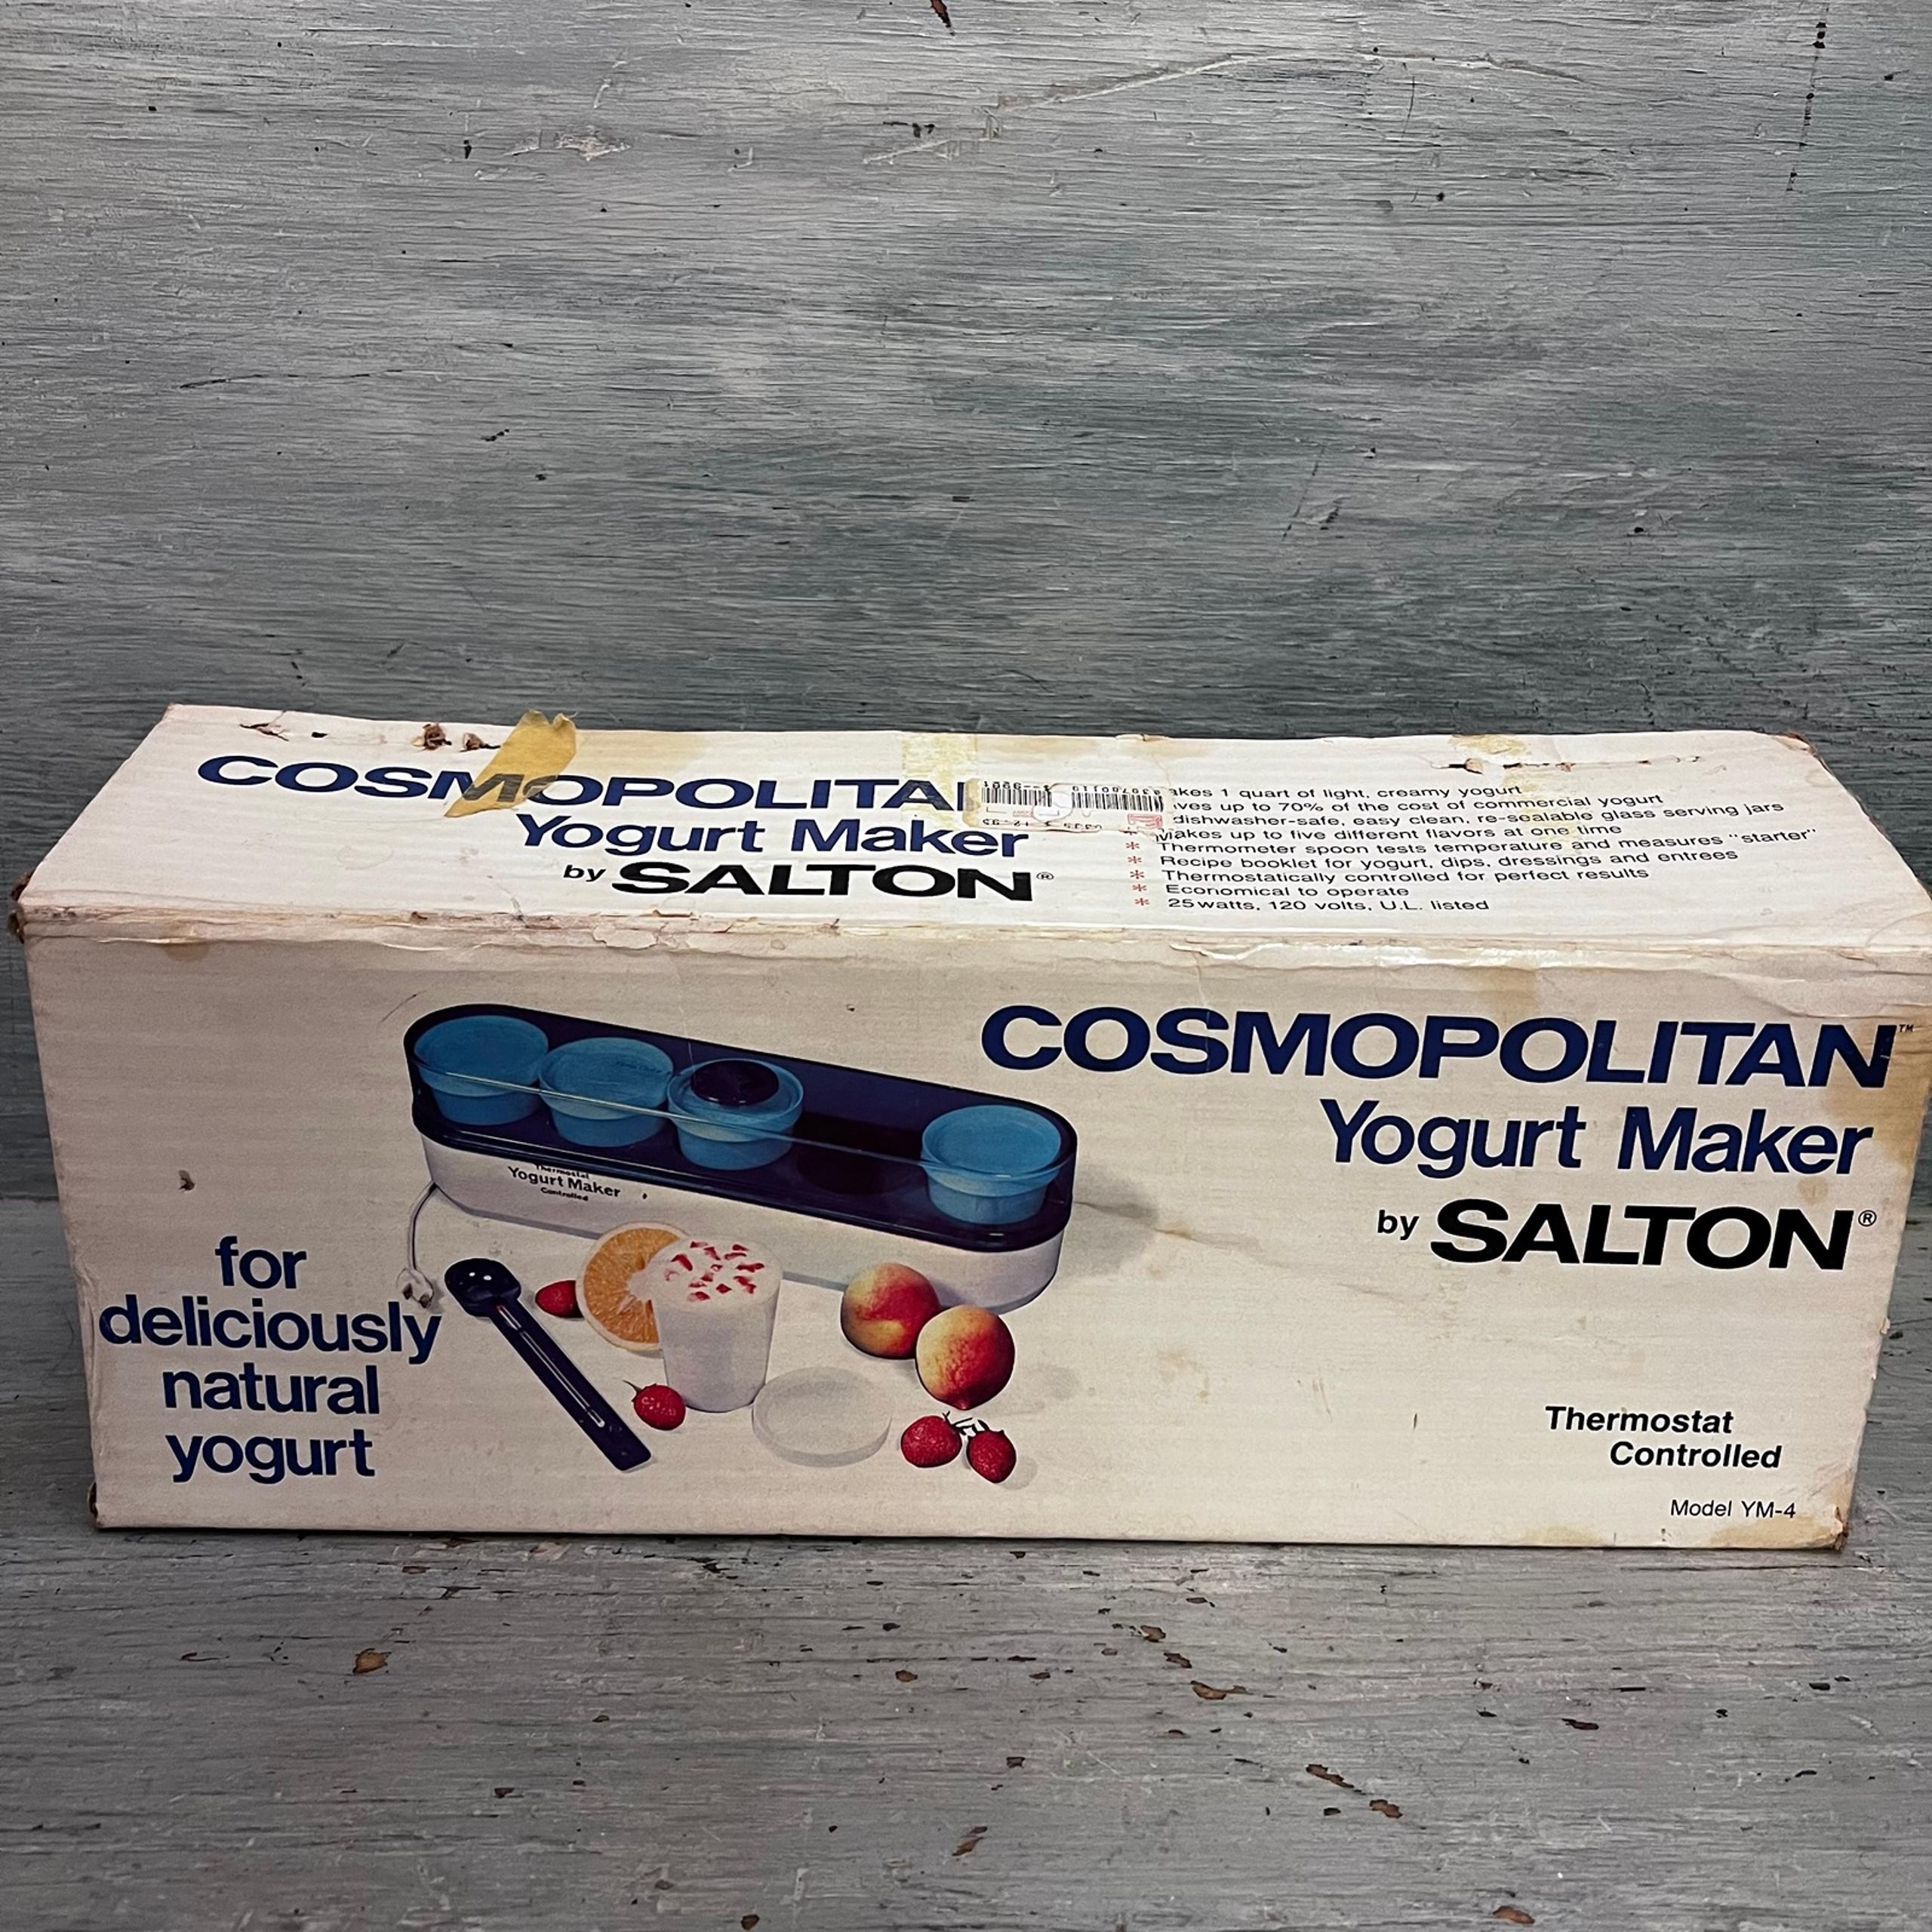 COSMOPOLITA
Yogurt Maker
by SALTON®
akes 1 quart of light, creamy yogurt
ves up to 70% of the cost of commercial yogurt
dishwasher-safe, easy clean, re-sealable glass serving jars
* Makes up to five different flavors at one time
* Thermometer spoon tests temperature and measures "starter"
* Recipe booklet for yogurt, dips, dressings and entrees
* Thermostatically controlled for perfect results
* Economical to operate
* 25 watts, 120 volts, U.L. listed
COSMOPOLITAN™
Yogurt Maker
by SALTON®
Thermostat
Yogurt Maker
Controlled
for
deliciously
natural
yogurt
Thermostat
Controlled
Model YM-4